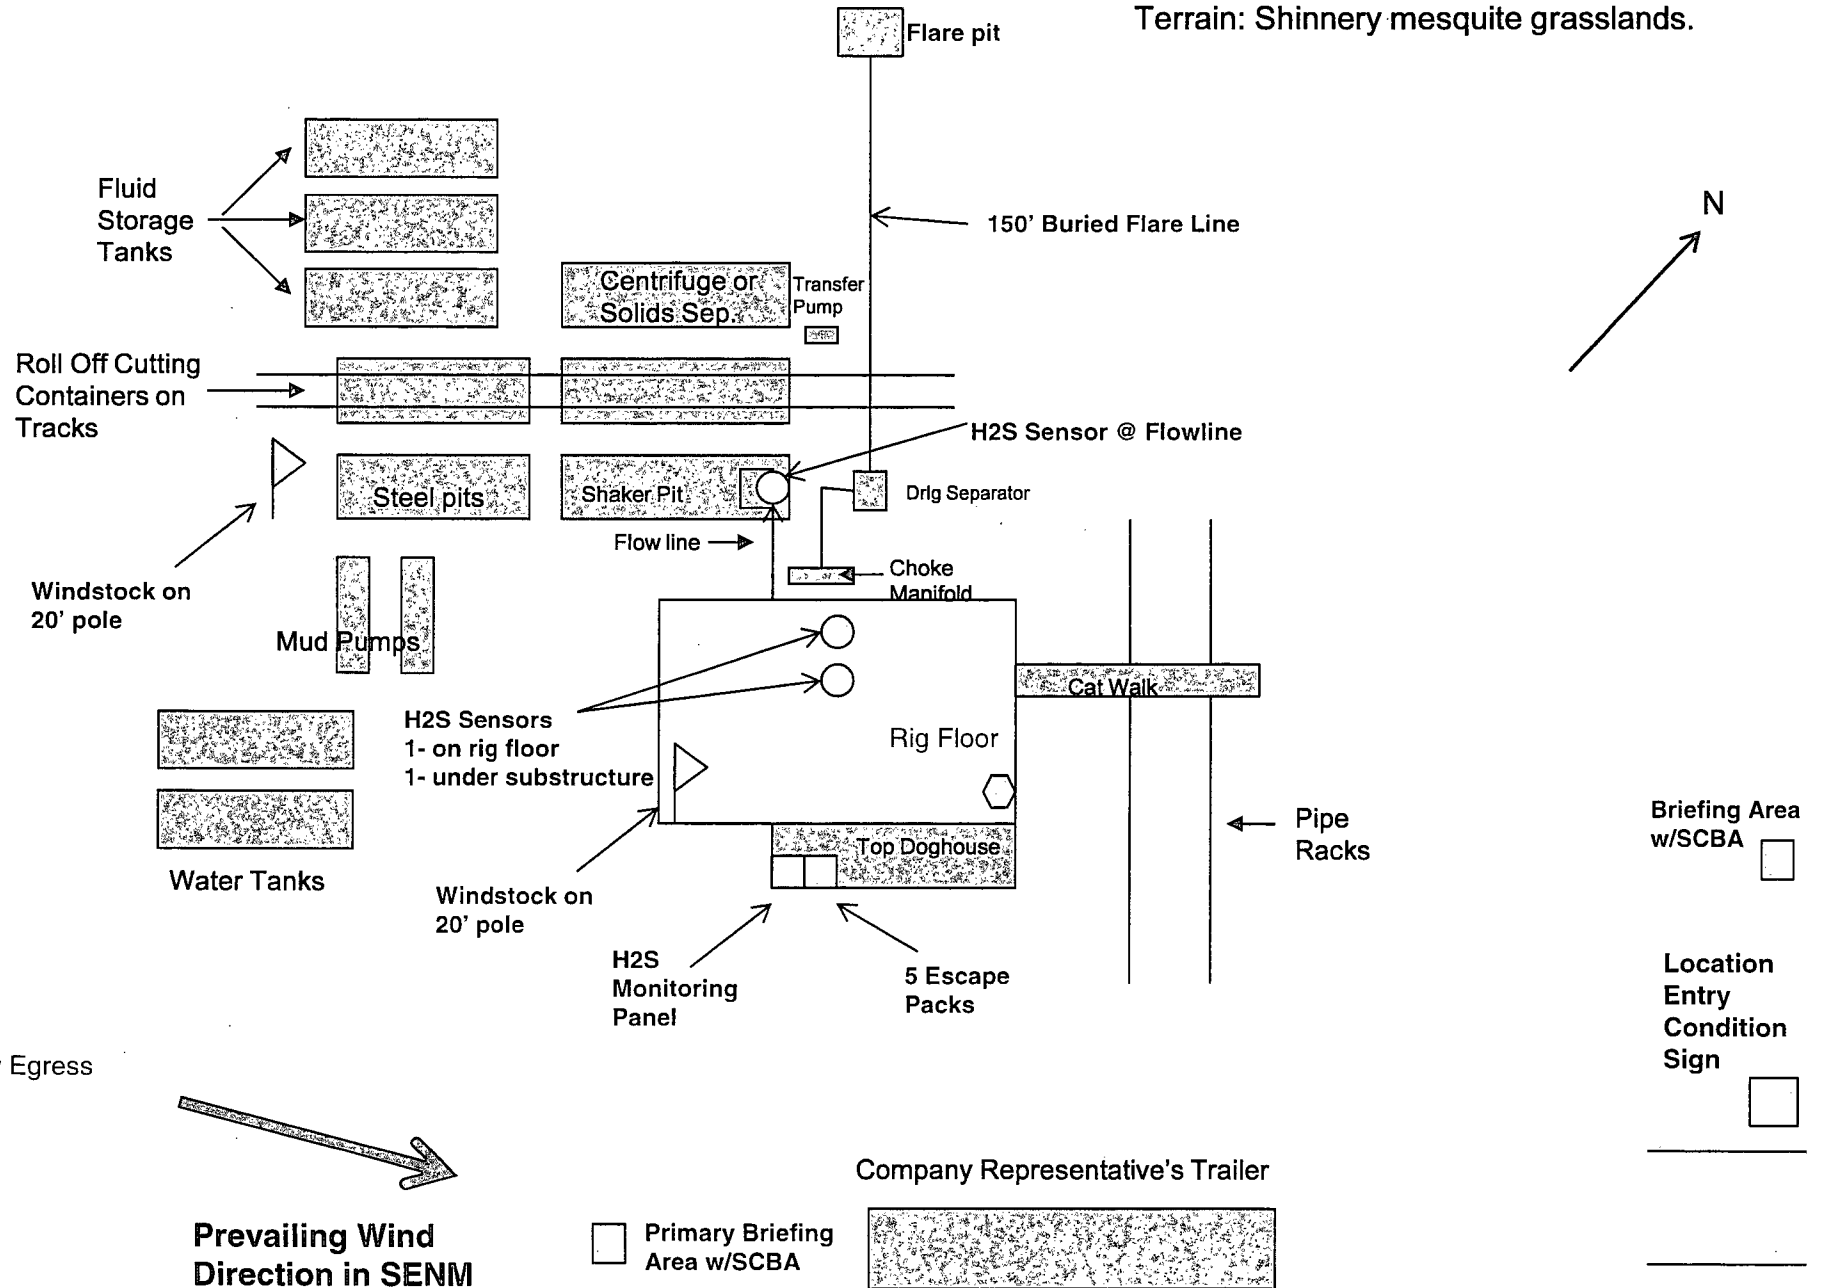 Terrain: Shinnery mesquite grasslands.
Flare pit
N
Fluid
Storage
Tanks
150' Buried Flare Line
Centrifuge or
Solids Sep.
Transfer
Pump
Roll Off Cutting
Containers on
Tracks
H2S Sensor @ Flowline
Steel pits
Shaker Pit
Drlg Separator
Flow line
Choke
Manifold
Windstock on
20' pole
Mud Pumps
Cat Walk
H2S Sensors
1- on rig floor
1- under substructure
Rig Floor
Pipe
Racks
Briefing Area
w/SCBA
Top Doghouse
Water Tanks
Windstock on
20' pole
H2S
Monitoring
Panel
5 Escape
Packs
Location
Entry
Condition
Sign
Egress
Company Representative's Trailer
Prevailing Wind
Direction in SENM
Primary Briefing
Area w/SCBA